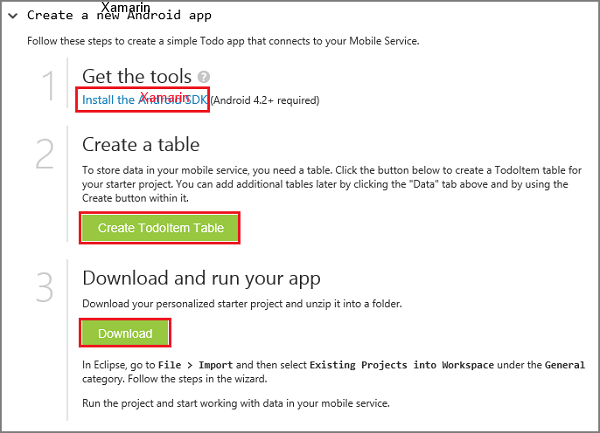 Xamarin
Create a new Android app
Follow these steps to create a simple Todo app that connects to your Mobile Service.
1
Get the tools ?
Install the Android SDK (Android 4.2+ required)
Xamarin
2
Create a table
To store data in your mobile service, you need a table. Click the button below to create a TodoItem table for
your starter project. You can add additional tables later by clicking the "Data" tab above and by using the
Create button within it.
Create TodoItem Table
3
Download and run your app
Download your personalized starter project and unzip it into a folder.
Download
In Eclipse, go to File > Import and then select Existing Projects into Workspace under the General
category. Follow the steps in the wizard.
Run the project and start working with data in your mobile service.